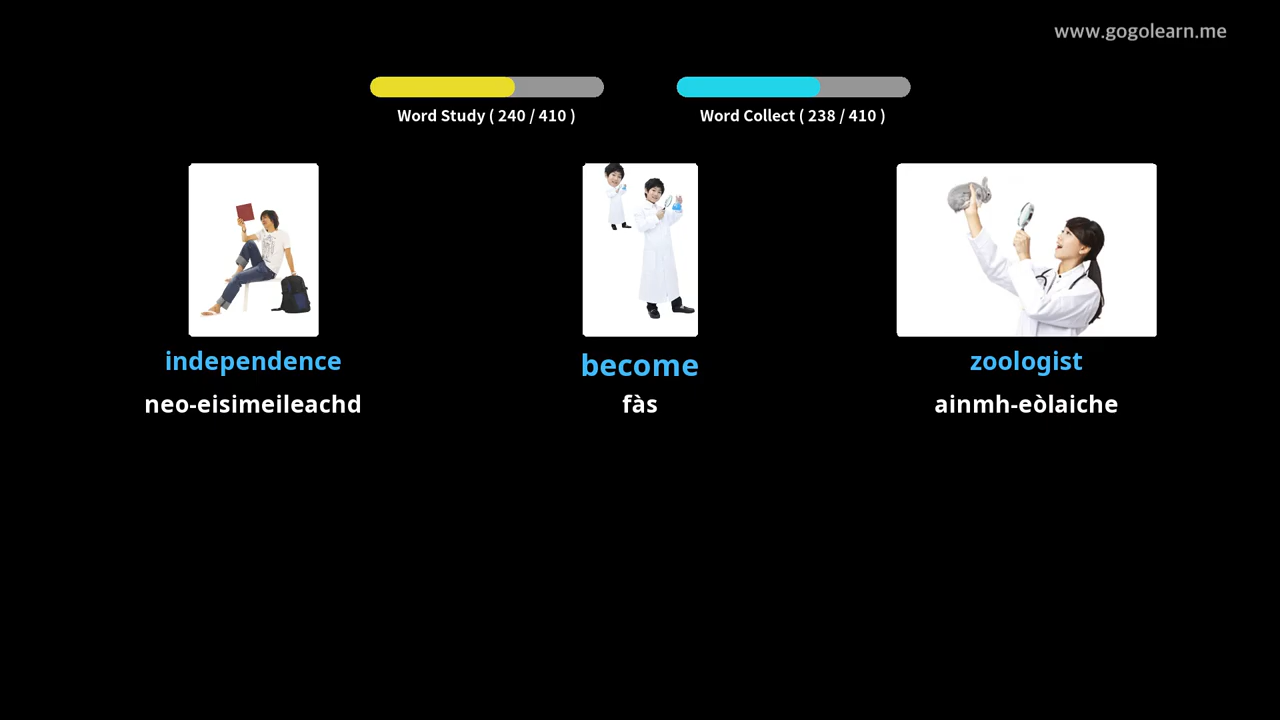 www.gogolearn.me
Word Study ( 240 / 410 )
Word Collect ( 238 / 410 )
independence
become
zoologist
neo-eisimeileachd
fàs
ainmh-eòlaiche